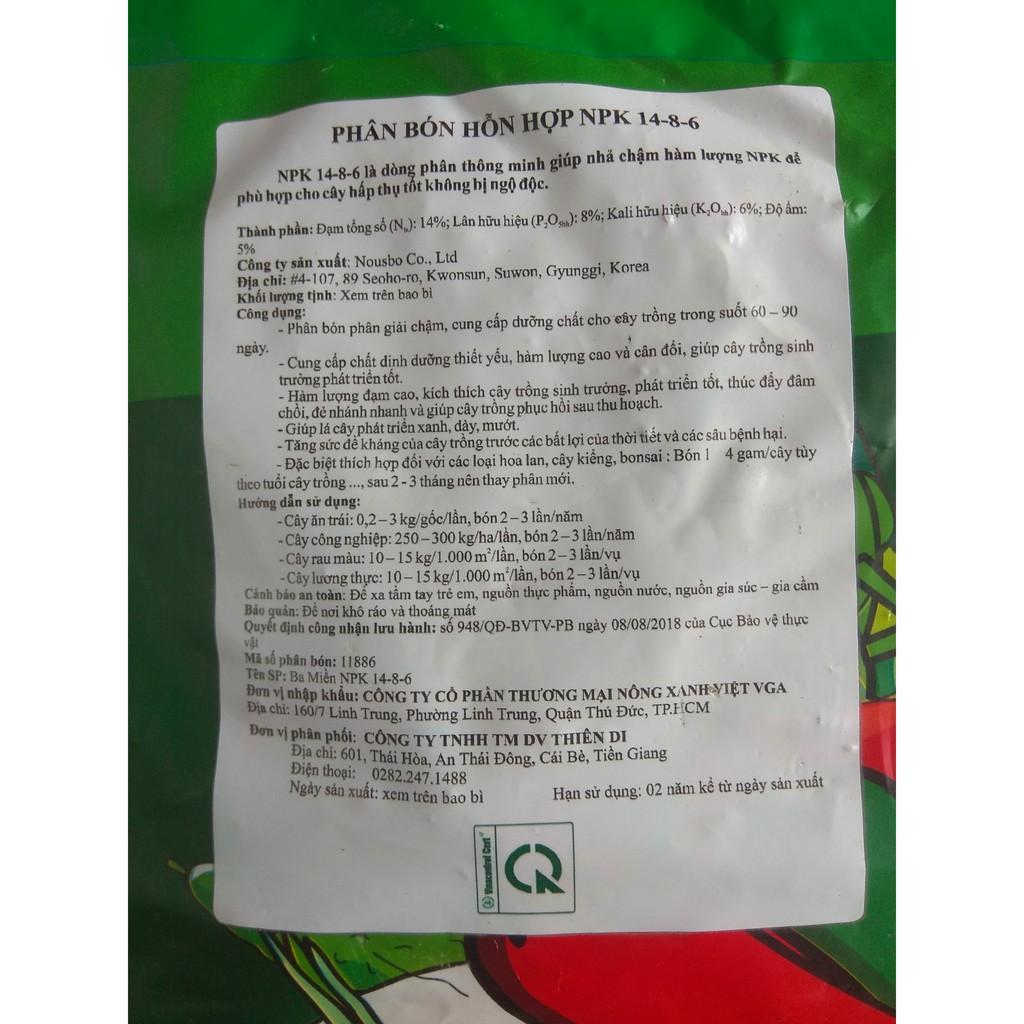 PHÂN BÓN HỖN HỢP NPK 14-8-6
NPK 14-8-6 là dòng phân thông minh giúp nhả chậm hàm lượng NPK để
phù hợp cho cây hấp thụ tốt không bị ngộ độc.
Thành phần: Đạm tổng số (Nts): 14%; Lân hữu hiệu (P2O5hh): 8%; Kali hữu hiệu (K2Ohh): 6%; Độ ẩm:
5%
Công ty sản xuất: Nousbo Co., Ltd
Địa chỉ: #4-107, 89 Seoho-ro, Kwonsun, Suwon, Gyunggi, Korea
Khối lượng tịnh: Xem trên bao bì
Công dụng:
- Phân bón phân giải chậm, cung cấp dưỡng chất cho cây trồng trong suốt 60 – 90
ngày.
- Cung cấp chất dinh dưỡng thiết yếu, hàm lượng cao và cân đối, giúp cây trồng sinh
trưởng phát triển tốt.
- Hàm lượng đạm cao, kích thích cây trồng sinh trưởng, phát triển tốt, thúc đẩy đâm
chồi, đẻ nhánh nhanh và giúp cây trồng phục hồi sau thu hoạch.
- Giúp lá cây phát triển xanh, dày, mướt.
- Tăng sức đề kháng của cây trồng trước các bất lợi của thời tiết và các sâu bệnh hại.
- Đặc biệt thích hợp đối với các loại hoa lan, cây kiểng, bonsai : Bón 1 4 gam/cây tùy
theo tuổi cây trồng ..., sau 2 - 3 tháng nên thay phân mới.
Hướng dẫn sử dụng:
- Cây ăn trái: 0,2 – 3 kg/gốc/lần, bón 2 – 3 lần/năm
- Cây công nghiệp: 250 – 300 kg/ha/lần, bón 2 – 3 lần/năm
- Cây rau màu: 10 – 15 kg/1.000 m²/lần, bón 2 – 3 lần/vụ
- Cây lương thực: 10 – 15 kg/1.000 m²/lần, bón 2 – 3 lần/vụ
Cảnh báo an toàn: Để xa tầm tay trẻ em, nguồn thực phẩm, nguồn nước, nguồn gia súc – gia cầm
Bảo quản: Để nơi khô ráo và thoáng mát
Quyết định công nhận lưu hành: số 948/QĐ-BVTV-PB ngày 08/08/2018 của Cục Bảo vệ thực
vật
Mã số phân bón: 11886
Tên SP: Ba Miền NPK 14-8-6
Đơn vị nhập khẩu: CÔNG TY CỔ PHẦN THƯƠNG MẠI NÔNG XANH VIỆT VGA
Địa chỉ: 160/7 Linh Trung, Phường Linh Trung, Quận Thủ Đức, TP.HCM
Đơn vị phân phối: CÔNG TY TNHH TM DV THIÊN DI
Địa chỉ: 601, Thái Hòa, An Thái Đông, Cái Bè, Tiền Giang
Điện thoại: 0282.247.1488
Ngày sản xuất: xem trên bao bì Hạn sử dụng: 02 năm kể từ ngày sản xuất
Vinacontrol Cert